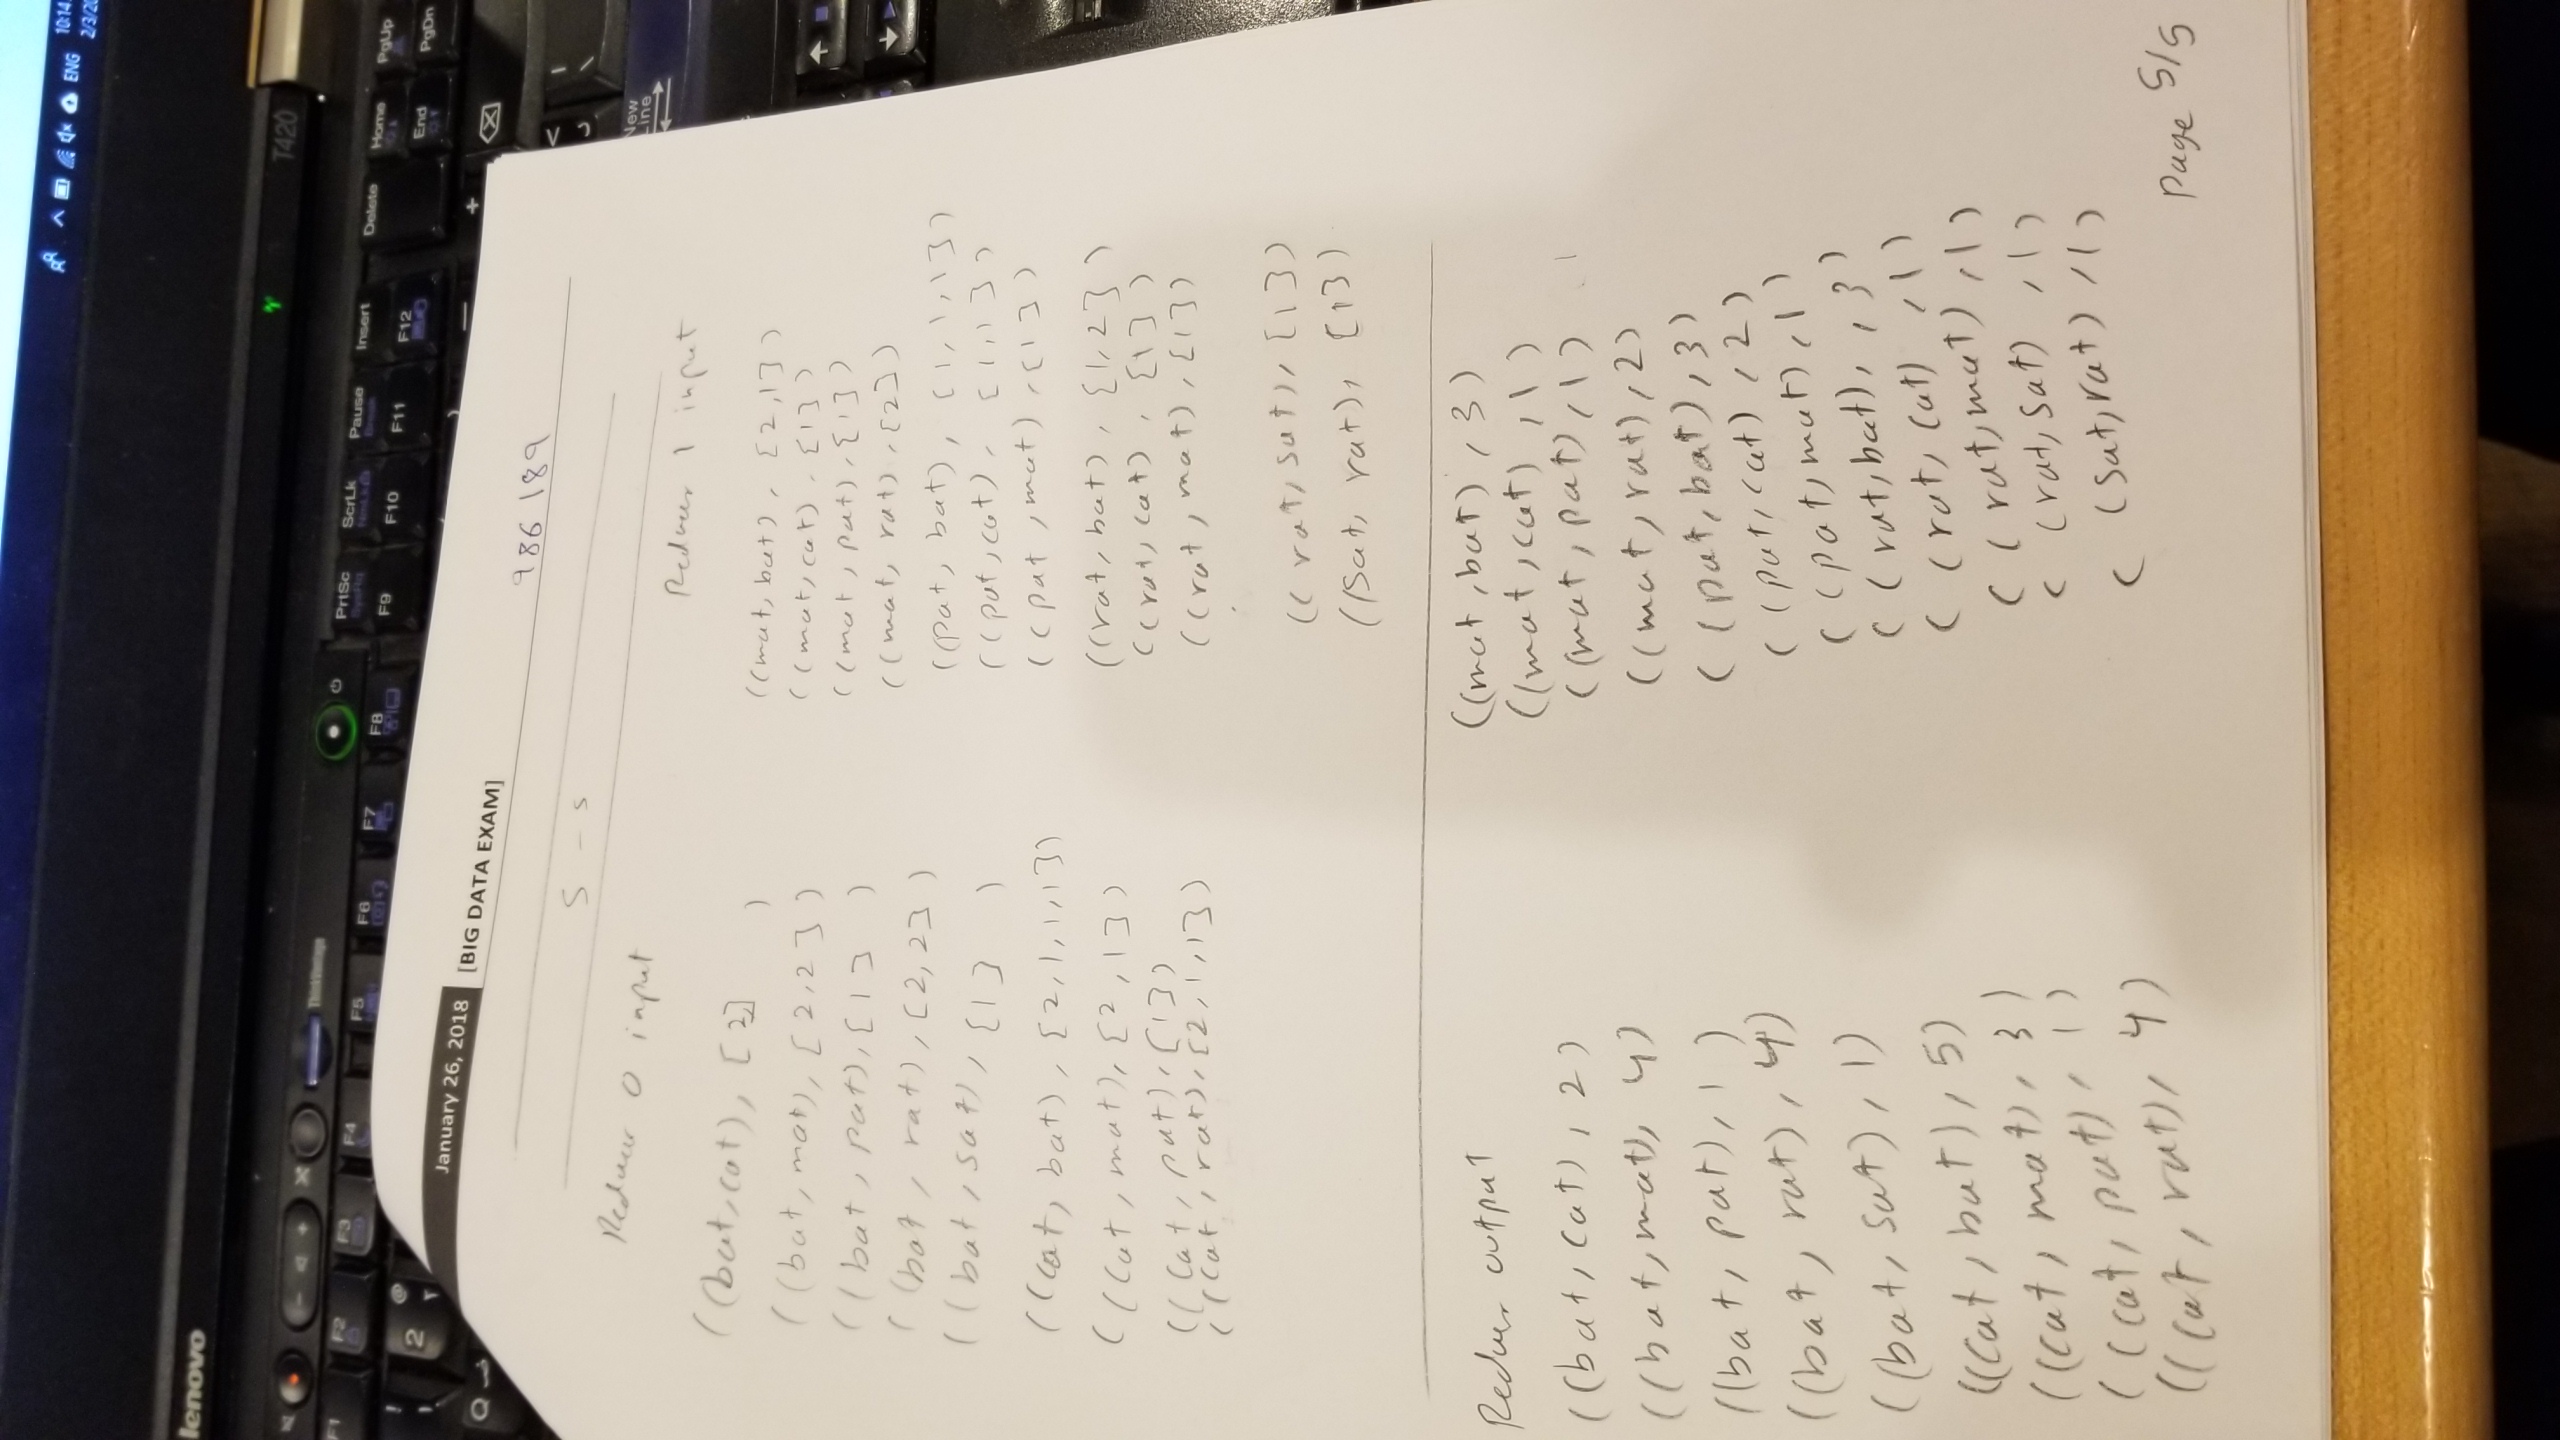 10:14
ENG
2/3/20
lenovo
T420
ThinkVantage
F1 F2 F3 F4 F5 F6 F7 F8 F9 F10 F11 F12
PrtSc ScrLk Pause Insert Delete Home PgUp
SysRq NmLk Break
End PgDn
2 @
Q
New
Line
January 26, 2018 [BIG DATA EXAM]
986189
S - s
Reducer 0 input
((bat,cat), [2] )
((bat, mat), [2,2] )
((bat, pat), [1] )
((bat, rat), [2,2] )
((bat, sat), [1] )
((cat, bat), [2,1,1,1])
((cat, mat), [2,1])
((cat, pat), [1])
((cat, rat), [2,1,1])
Reducer 1 input
((mat, bat), [2,1])
((mat,cat), [1])
((mat, pat), [1])
((mat, rat), [2])
((pat, bat), [1,1,1])
((pat,cat), [1,1])
((pat, mat), [1])
((rat, bat), [1,2])
((rat, cat), [1])
((rat, mat), [1])
((rat, sat), [1])
((sat, rat), [1])
Reducer output
((bat, cat), 2)
((bat,mat), 4)
((bat, pat), 1)
((bat, rat), 4)
((bat, sat), 1)
((cat, bat), 5)
((cat, mat), 3)
((cat, pat), 1)
((cat, rat), 4)
((mat,bat), 3)
((mat,cat), 1)
((mat, pat), 1)
((mat, rat), 2)
((pat, bat), 3)
((pat, cat), 2)
((pat, mat), 1)
((rat,bat), , 3)
((rat, cat), 1)
((rat,mat), 1)
((rat, sat), 1)
((sat,rat), 1)
Page 5/5